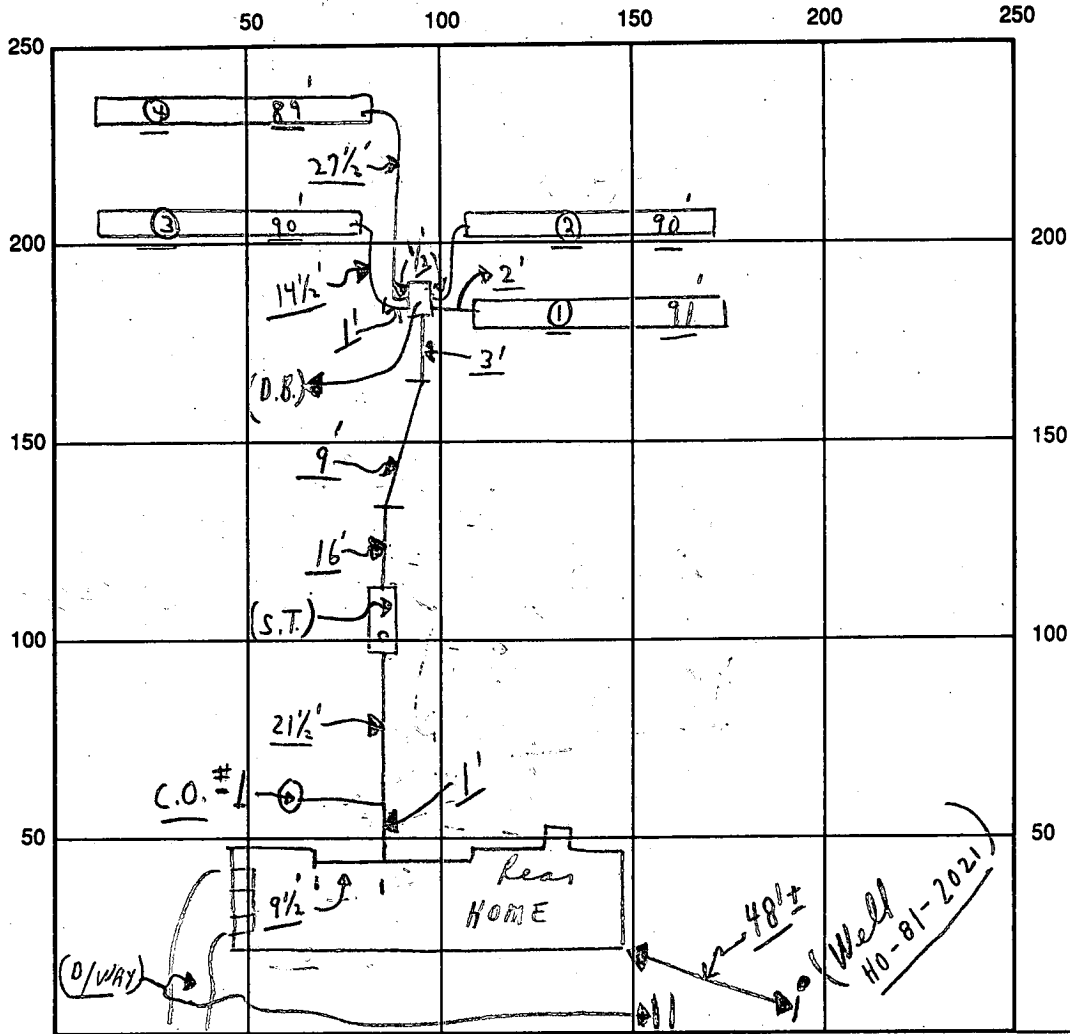 50 100 150 200 250
250
④ 89'
27½'
③ 90' ② 90'
200 200
14½' ½' 2'
1' ① 91'
3'
(D.B.)
150 150
9'
16'
(S.T.)
100 100
21½'
C.O. #1 1'
50 50
9½' Rear
HOME 48'±
(Well
HO-81-2021)
(D/WAY)